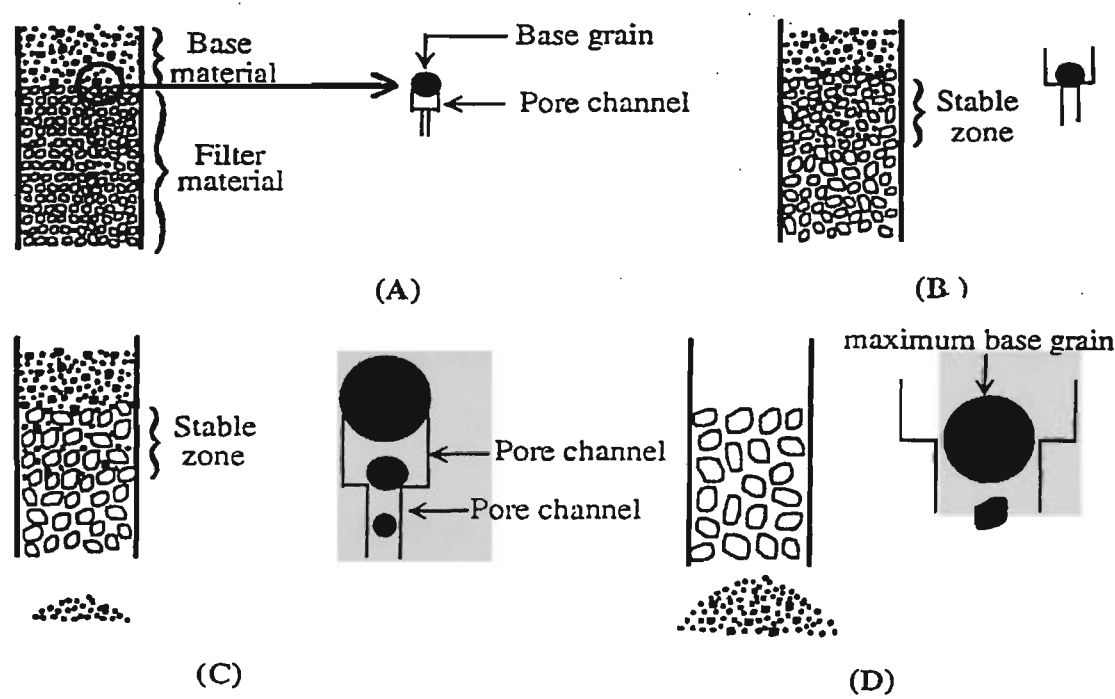 Base
material
Base grain
Pore channel
Filter
material
(A)
Stable
zone
(B )
Stable
zone
Pore channel
Pore channel
(C)
maximum base grain
(D)